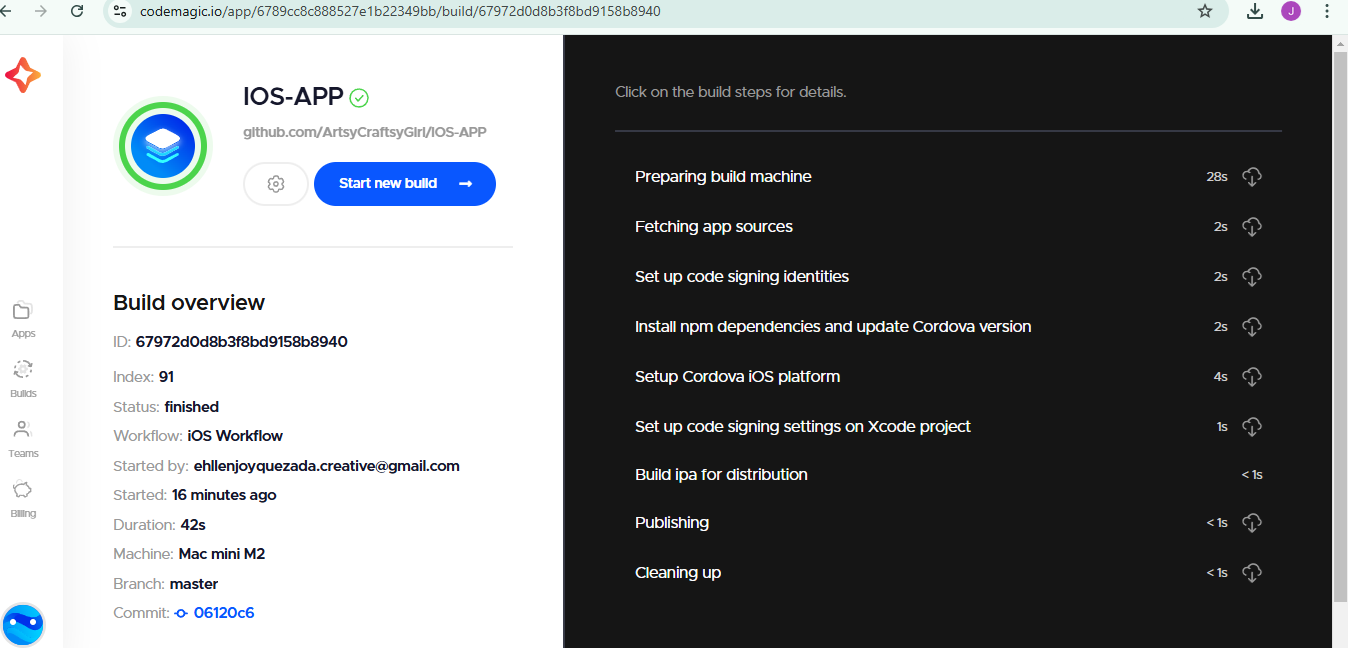 codemagic.io/app/6789cc8c888527e1b22349bb/build/67972d0d8b3f8bd9158b8940
J
IOS-APP
github.com/ArtsyCraftsyGirl/IOS-APP
Start new build
Build overview
ID: 67972d0d8b3f8bd9158b8940
Index: 91
Status: finished
Workflow: iOS Workflow
Started by: ehllenjoyquezada.creative@gmail.com
Started: 16 minutes ago
Duration: 42s
Machine: Mac mini M2
Branch: master
Commit: 06120c6
Apps
Builds
Teams
Billing
Click on the build steps for details.
Preparing build machine 28s
Fetching app sources 2s
Set up code signing identities 2s
Install npm dependencies and update Cordova version 2s
Setup Cordova iOS platform 4s
Set up code signing settings on Xcode project 1s
Build ipa for distribution < 1s
Publishing < 1s
Cleaning up < 1s